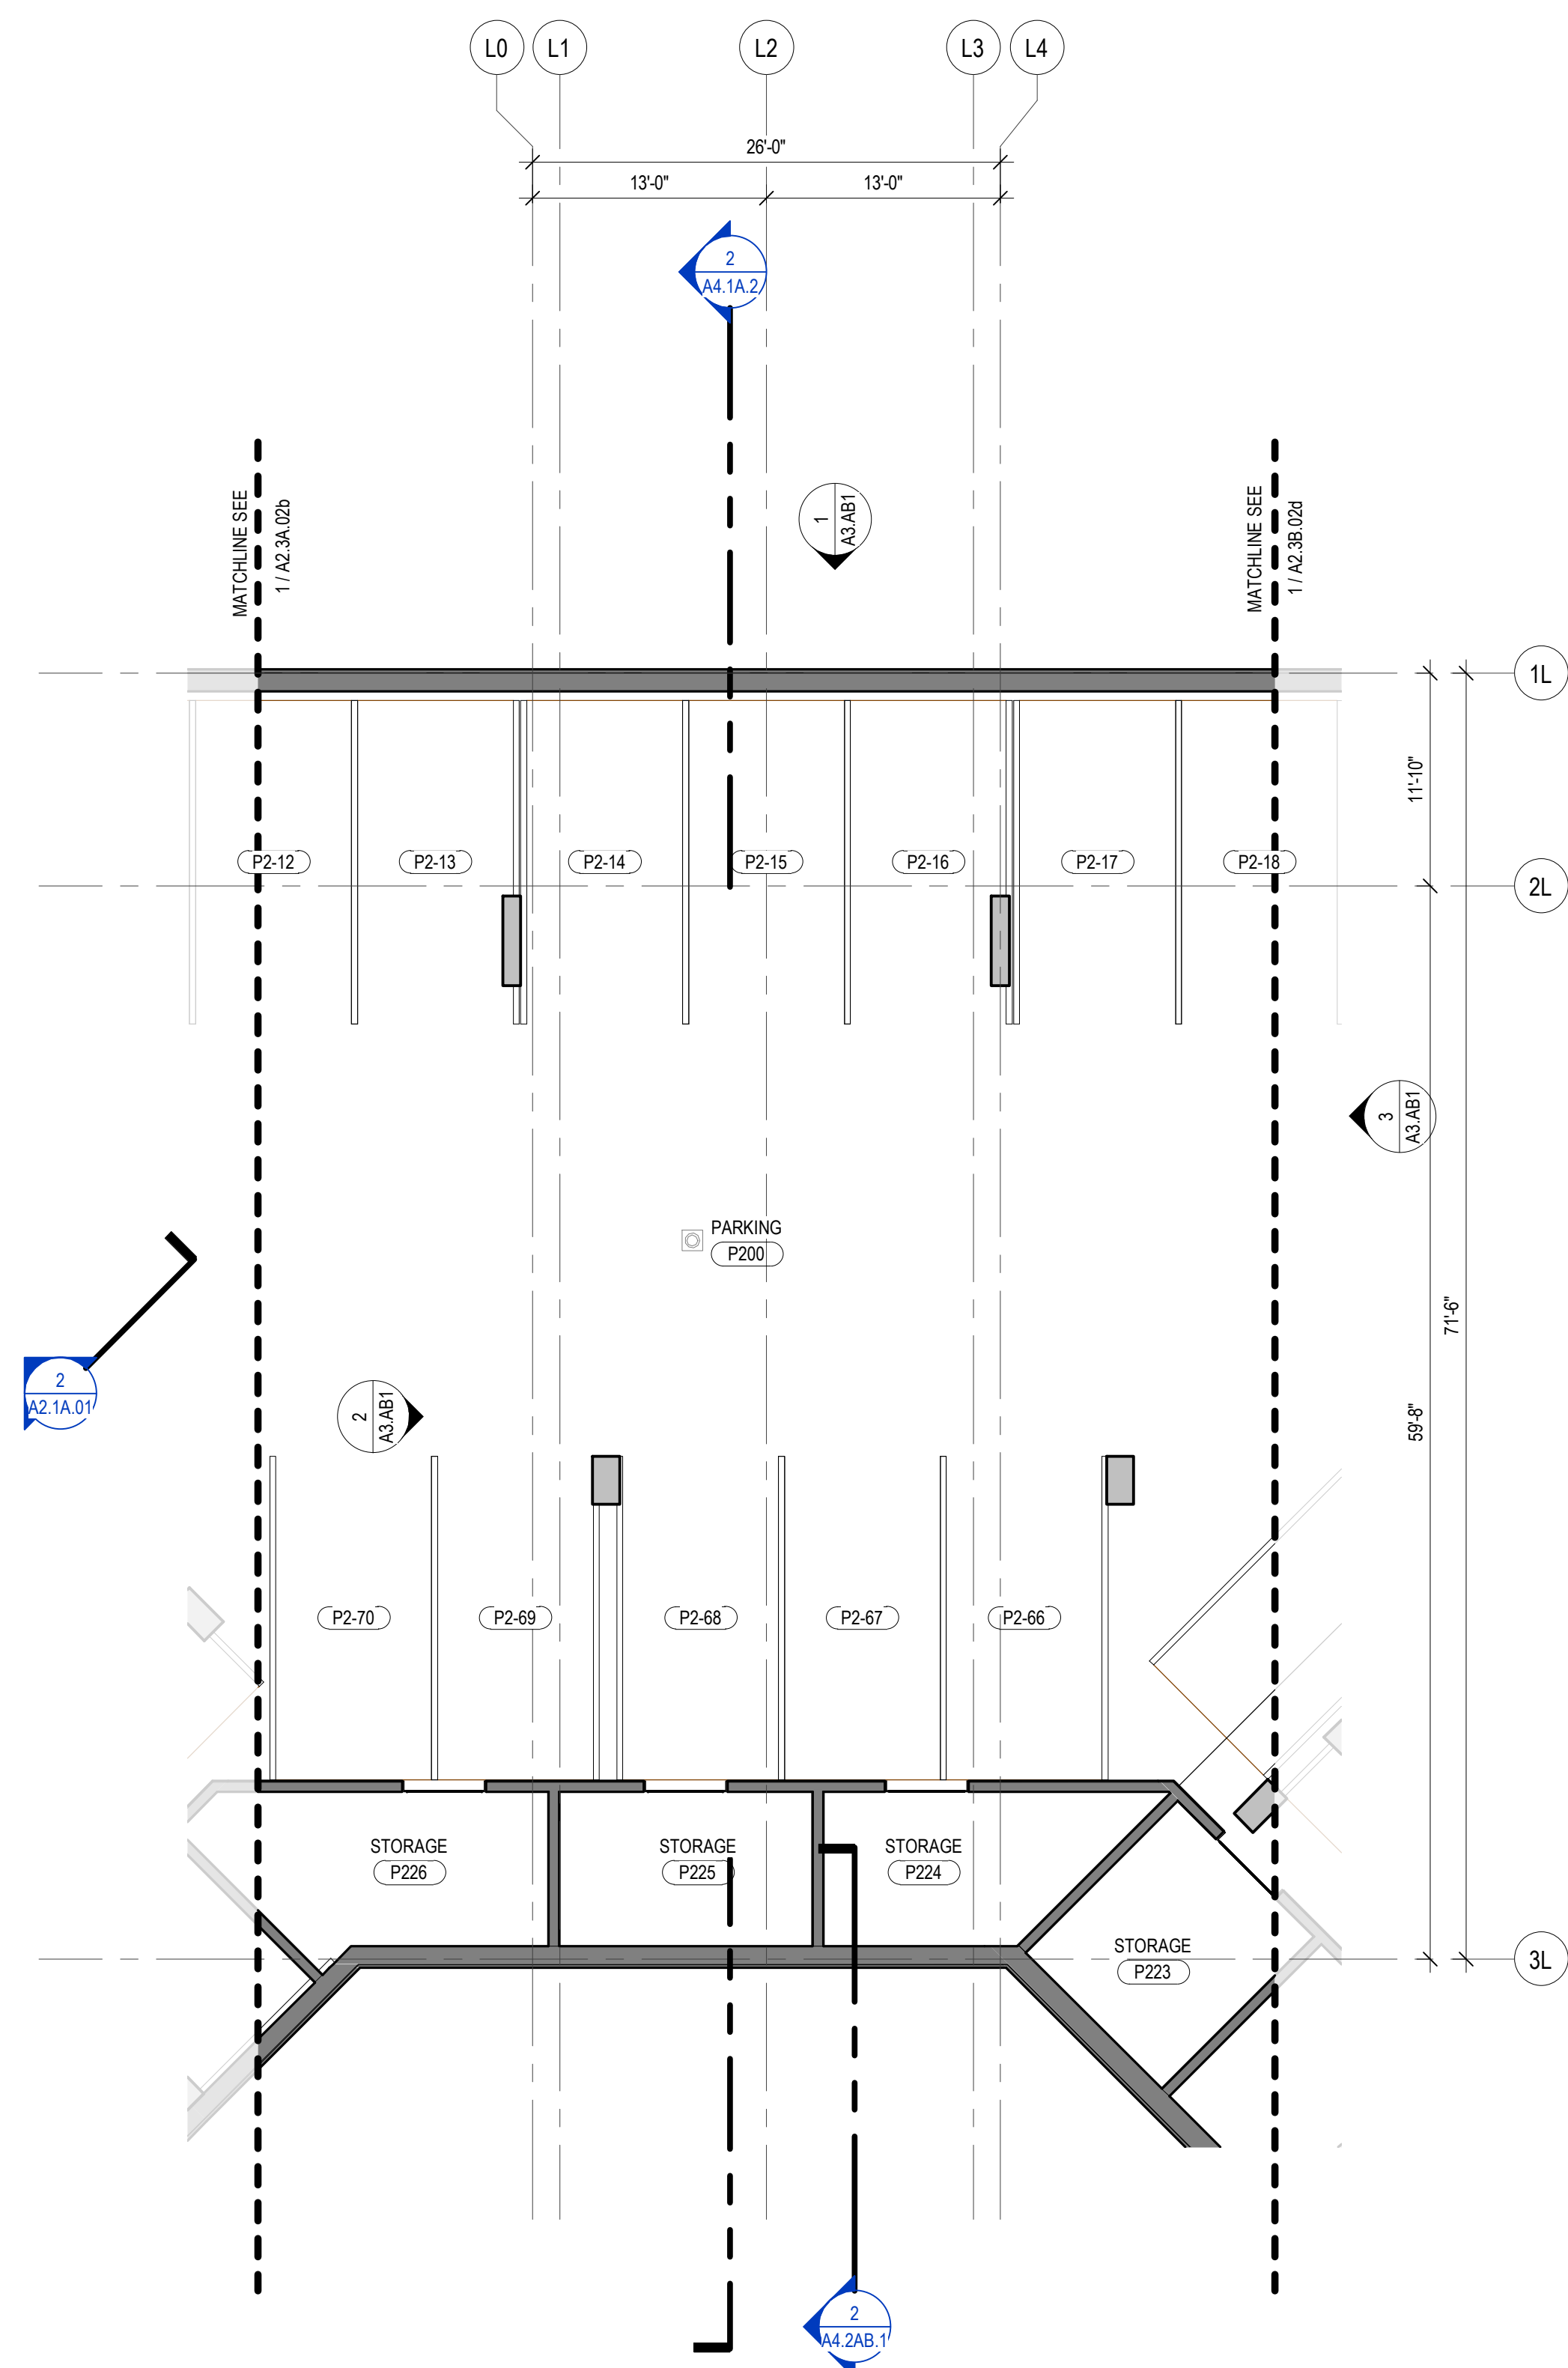 L0
L1
L2
L3
L4
26'-0"
13'-0"
13'-0"
2
A4.1A.2
1
A3.AB1
MATCHLINE SEE
1 / A2.3A.02b
MATCHLINE SEE
1 / A2.3B.02d
1L
11'-10"
P2-12
P2-13
P2-14
P2-15
P2-16
P2-17
P2-18
2L
3
A3.AB1
PARKING
P200
71'-6"
59'-8"
2
A2.1A.01
2
A3.AB1
P2-70
P2-69
P2-68
P2-67
P2-66
STORAGE
P226
STORAGE
P225
STORAGE
P224
STORAGE
P223
3L
2
A4.2AB.1